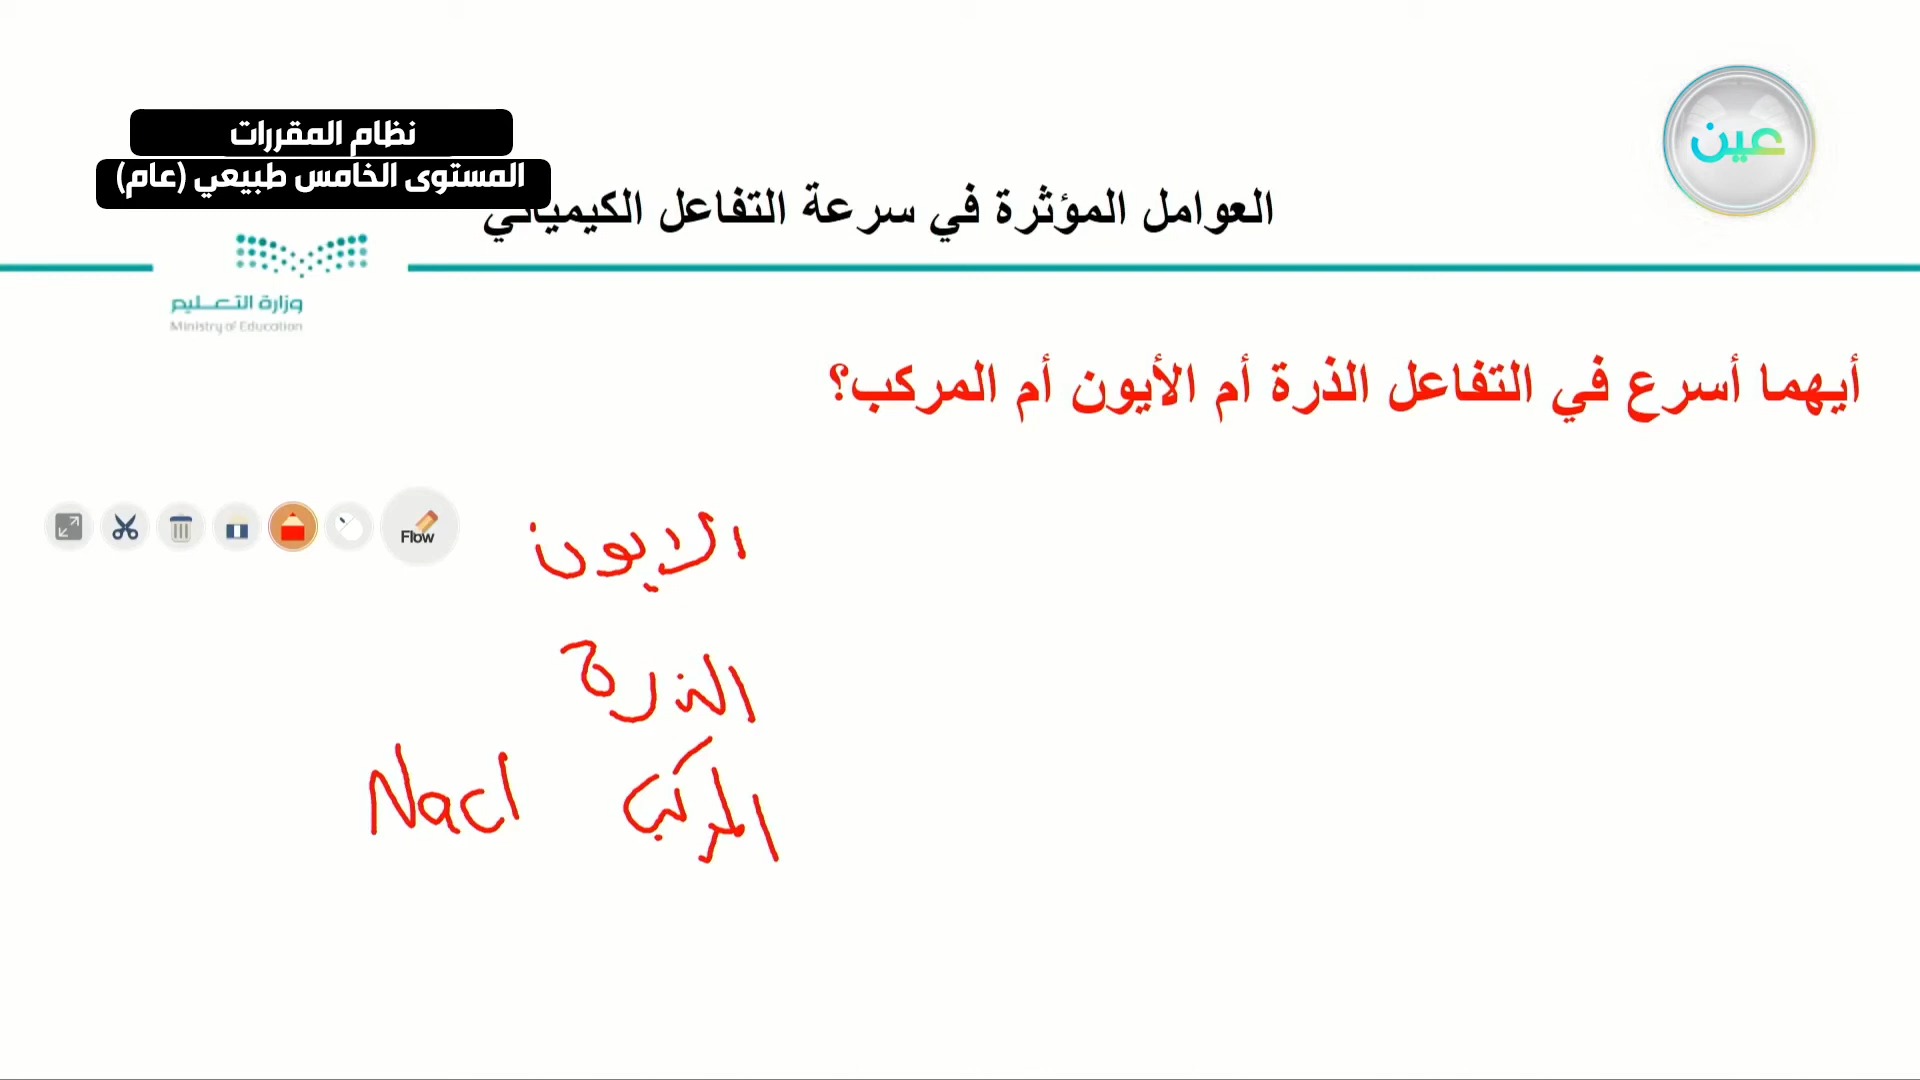 نظام المقررات
المستوى الخامس طبيعي (عام)
عين
العوامل المؤثرة في سرعة التفاعل الكيميائي
وزارة التعليم
Ministry of Education
أيهما أسرع في التفاعل الذرة أم الأيون أم المركب؟
Flow
الايون
الذرة
المركب Nacl